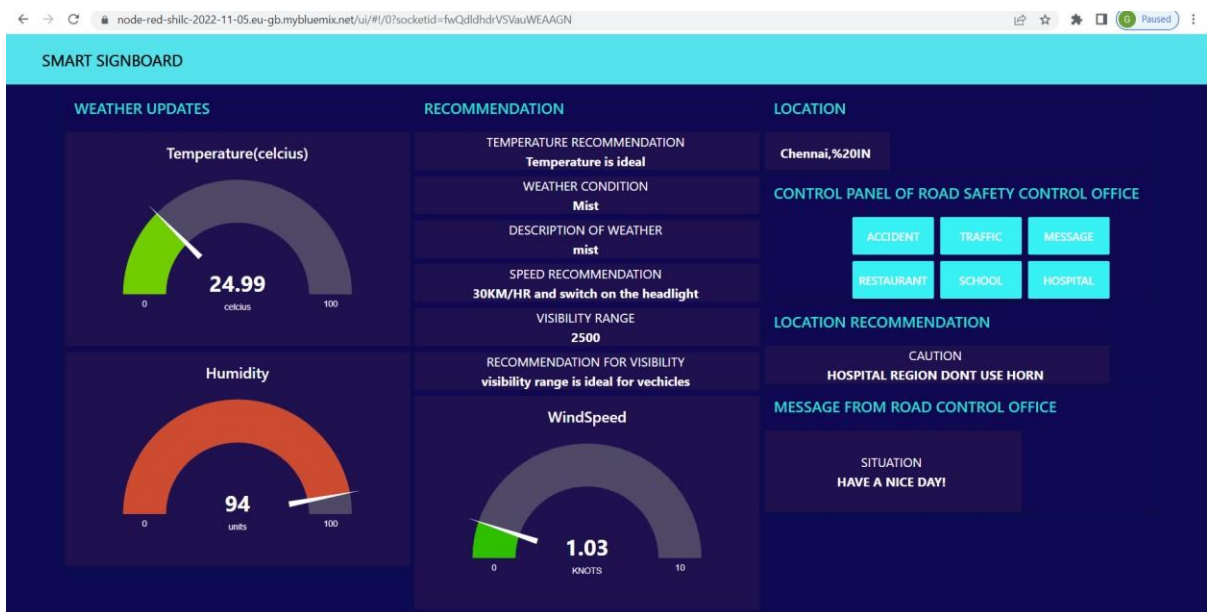 node-red-shilc-2022-11-05.eu-gb.mybluemix.net/ui/#!/0?socketid=fwQdldhdrVSVauWEAAGN
G
Paused
SMART SIGNBOARD
WEATHER UPDATES
Temperature(celcius)
24.99
celcius
0
100
Humidity
94
units
0
100
RECOMMENDATION
TEMPERATURE RECOMMENDATION
Temperature is ideal
WEATHER CONDITION
Mist
DESCRIPTION OF WEATHER
mist
SPEED RECOMMENDATION
30KM/HR and switch on the headlight
VISIBILITY RANGE
2500
RECOMMENDATION FOR VISIBILITY
visibility range is ideal for vechicles
WindSpeed
1.03
KNOTS
0
10
LOCATION
Chennai,%20IN
CONTROL PANEL OF ROAD SAFETY CONTROL OFFICE
ACCIDENT TRAFFIC MESSAGE
RESTAURANT SCHOOL HOSPITAL
LOCATION RECOMMENDATION
CAUTION
HOSPITAL REGION DONT USE HORN
MESSAGE FROM ROAD CONTROL OFFICE
SITUATION
HAVE A NICE DAY!